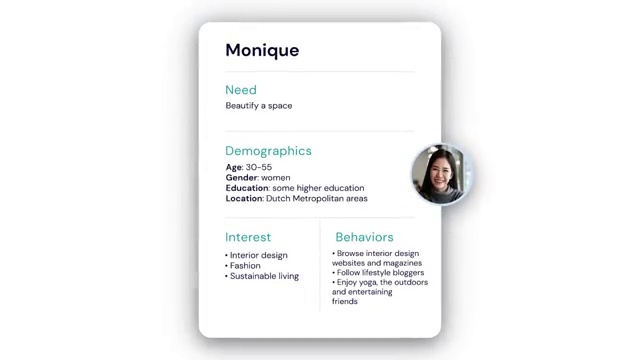 Monique
Need
Beautify a space
Demographics
Age: 30-55
Gender: women
Education: some higher education
Location: Dutch Metropolitan areas
Interest
• Interior design
• Fashion
• Sustainable living
Behaviors
• Browse interior design
websites and magazines
• Follow lifestyle bloggers
• Enjoy yoga, the outdoors
and entertaining
friends